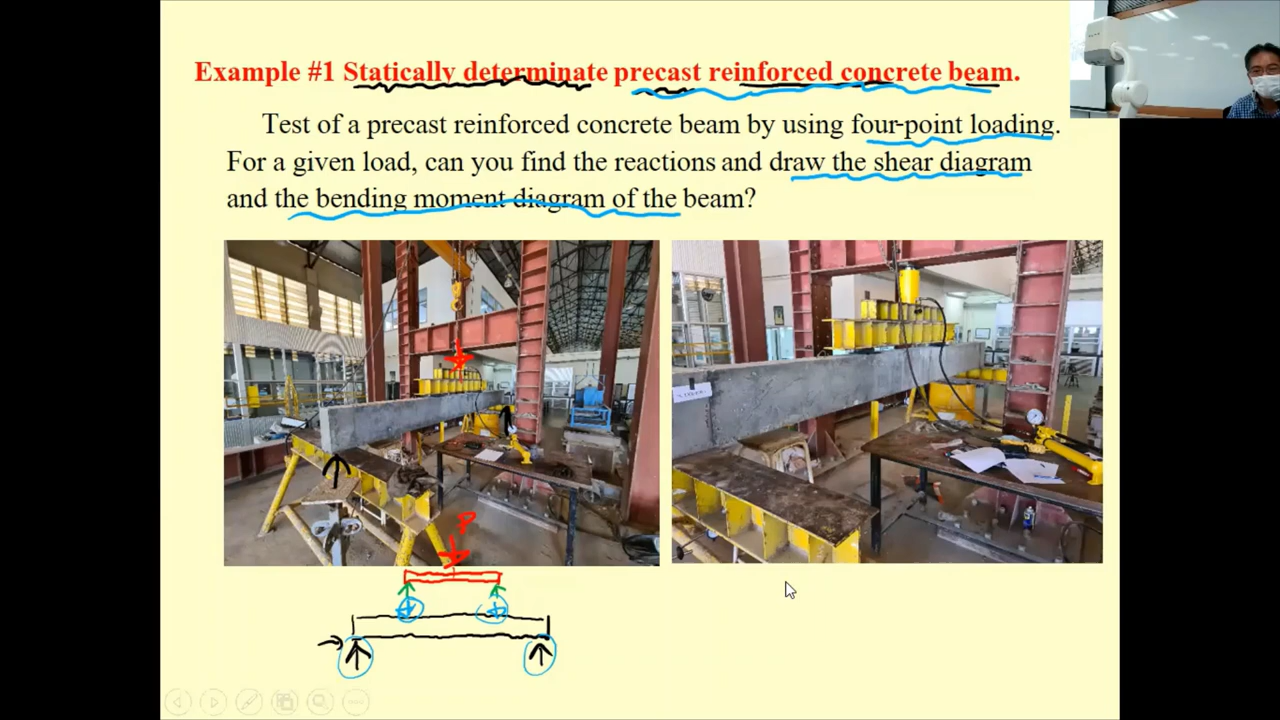 Example #1 Statically determinate precast reinforced concrete beam.
Test of a precast reinforced concrete beam by using four-point loading.
For a given load, can you find the reactions and draw the shear diagram
and the bending moment diagram of the beam?
P